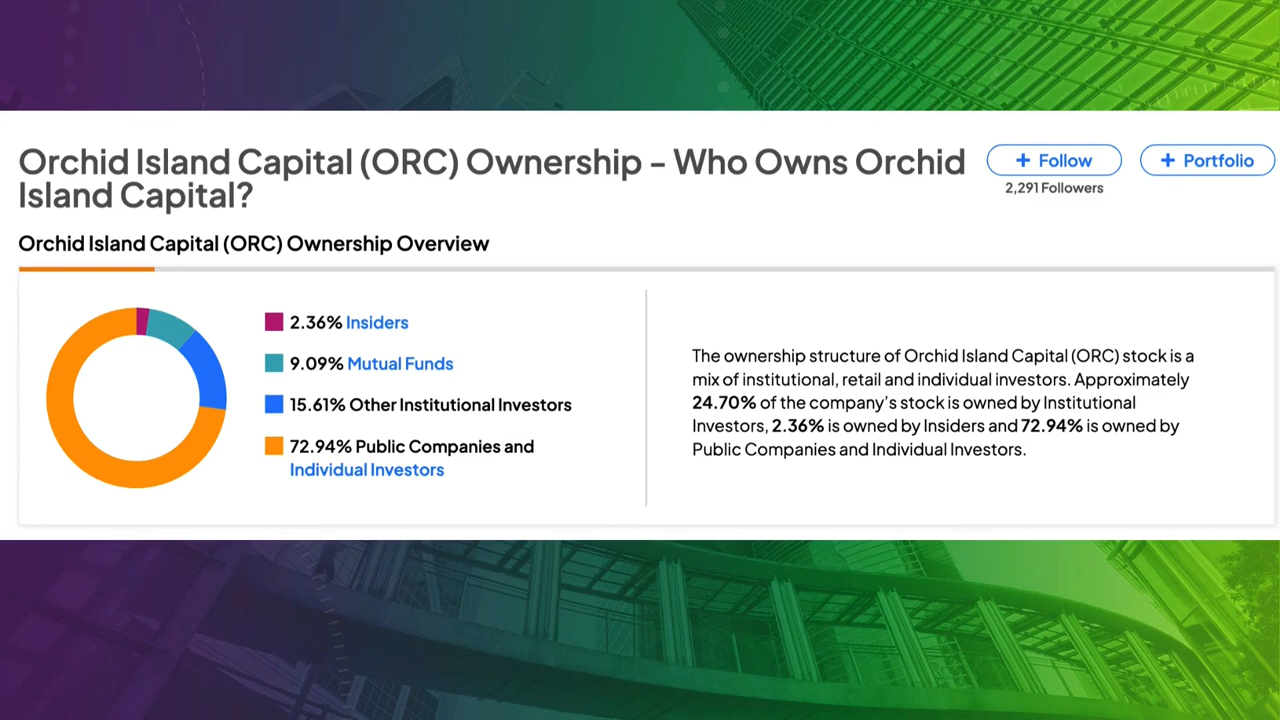 Orchid Island Capital (ORC) Ownership – Who Owns Orchid
Island Capital?
+ Follow
+ Portfolio
2,291 Followers
Orchid Island Capital (ORC) Ownership Overview
2.36% Insiders
9.09% Mutual Funds
15.61% Other Institutional Investors
72.94% Public Companies and
Individual Investors
The ownership structure of Orchid Island Capital (ORC) stock is a
mix of institutional, retail and individual investors. Approximately
24.70% of the company's stock is owned by Institutional
Investors, 2.36% is owned by Insiders and 72.94% is owned by
Public Companies and Individual Investors.